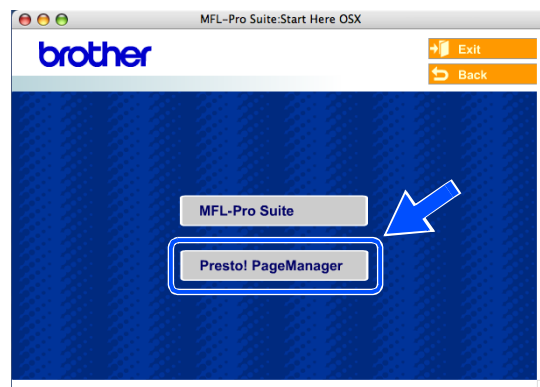 MFL-Pro Suite:Start Here OSX
brother
Exit
Back
MFL-Pro Suite
Presto! PageManager